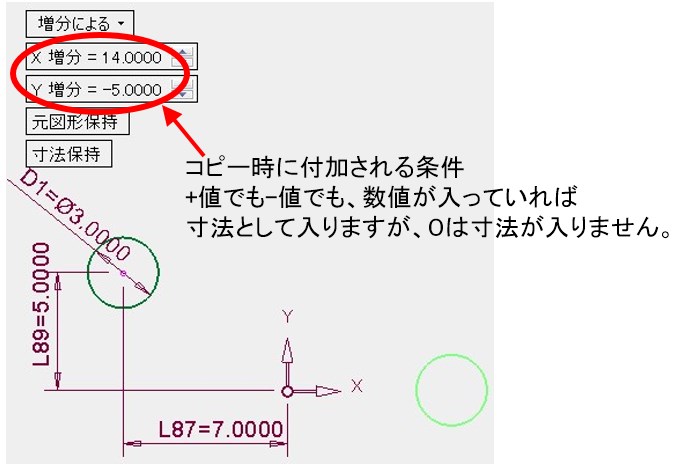 増分による
X 増分 = 14.0000
Y 増分 = -5.0000
元図形保持
寸法保持
コピー時に付加される条件
+値でも-値でも、数値が入っていれば
寸法として入りますが、0は寸法が入りません。
D1=Ø3.0000
L89=5.0000
Y
X
L87=7.0000